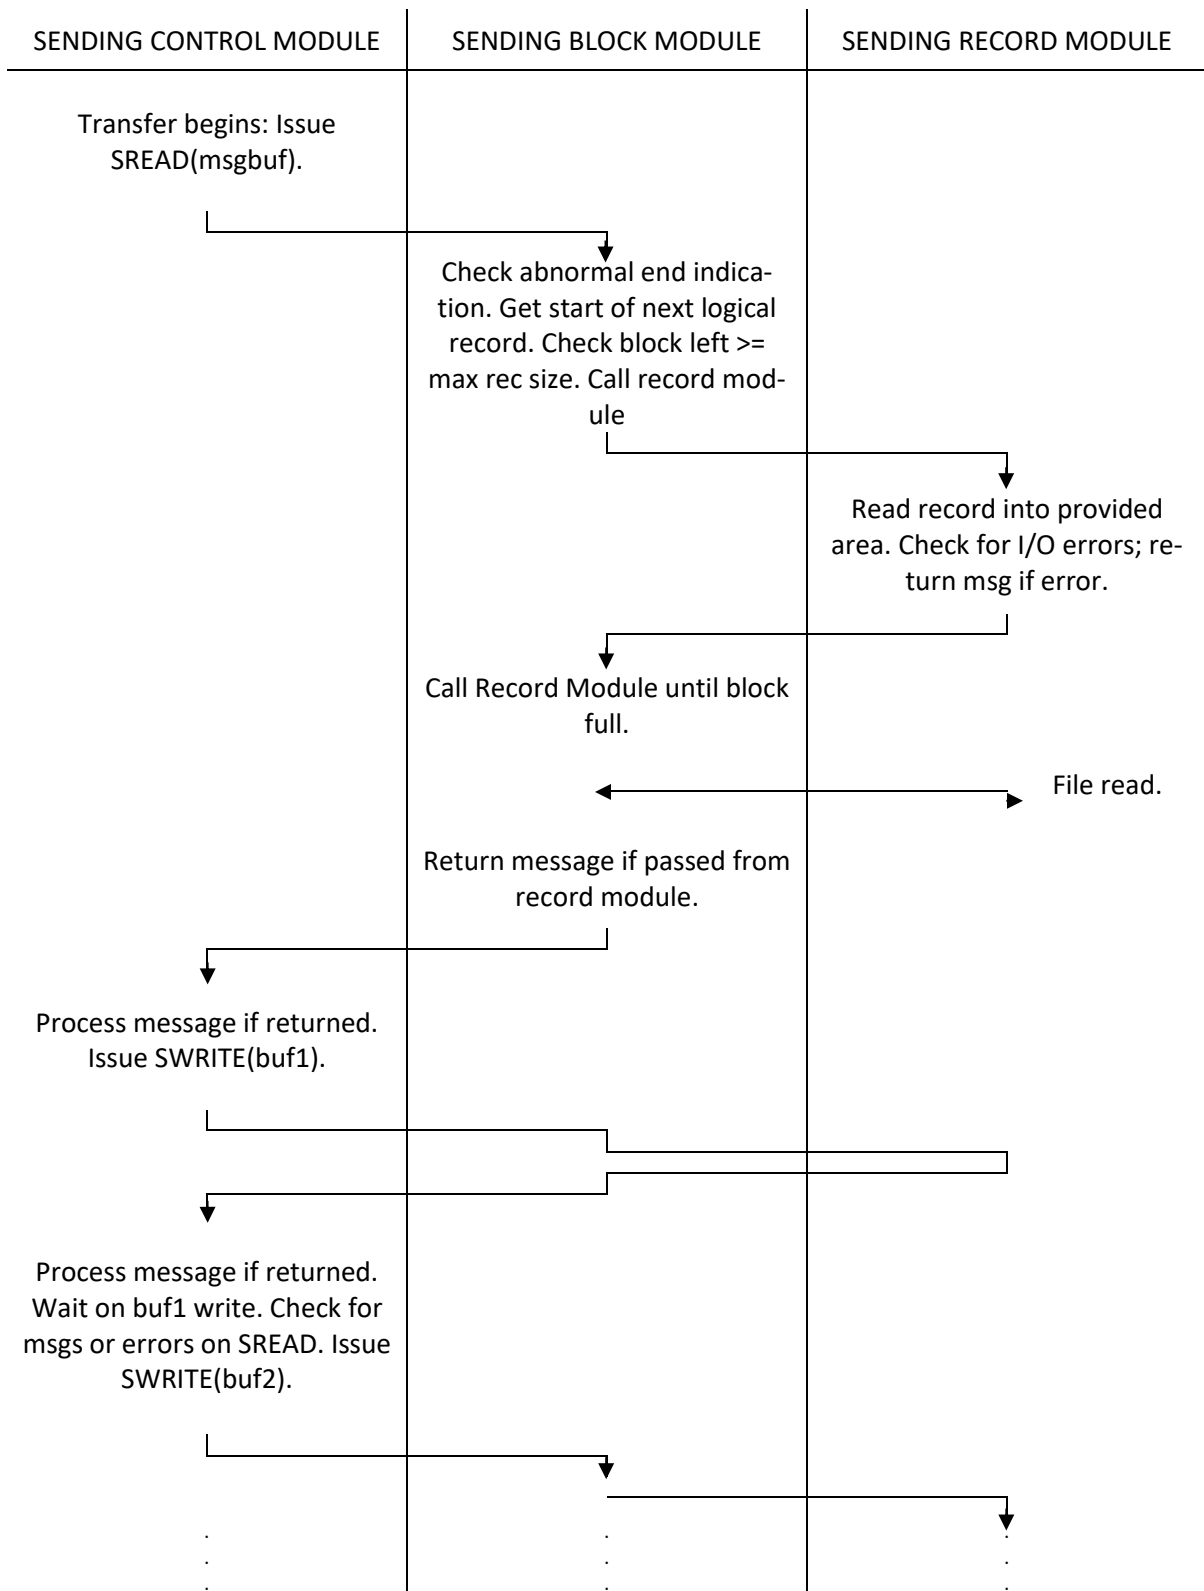 SENDING CONTROL MODULE
SENDING BLOCK MODULE
SENDING RECORD MODULE
Transfer begins: Issue
SREAD(msgbuf).
Check abnormal end indica-
tion. Get start of next logical
record. Check block left >=
max rec size. Call record mod-
ule
Read record into provided
area. Check for I/O errors; re-
turn msg if error.
Call Record Module until block
full.
File read.
Return message if passed from
record module.
Process message if returned.
Issue SWRITE(buf1).
Process message if returned.
Wait on buf1 write. Check for
msgs or errors on SREAD. Issue
SWRITE(buf2).
. . .
. . .
. . .